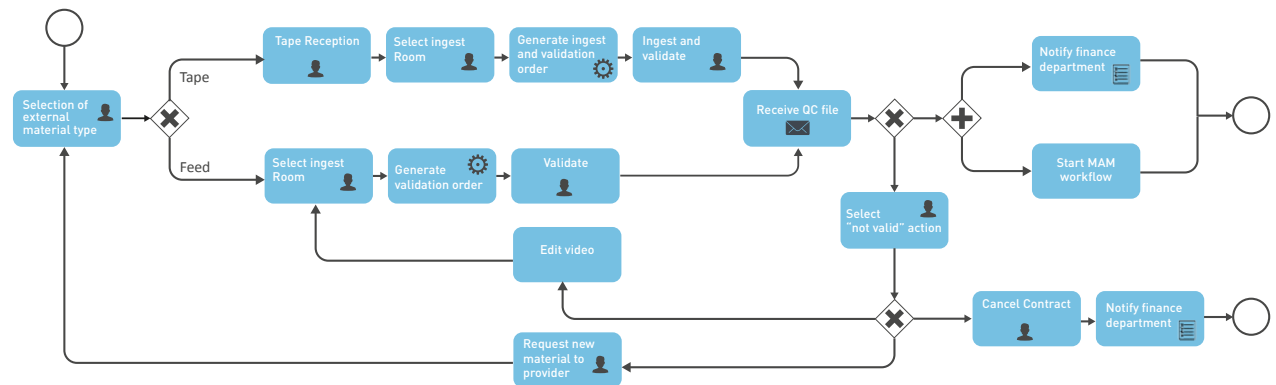 Tape Reception
Select ingest
Room
Generate ingest
and validation
order
Ingest and
validate
Notify finance
department
Tape
Selection of
external
material type
Receive QC file
Feed
Select ingest
Room
Generate
validation order
Validate
Start MAM
workflow
Select
"not valid" action
Edit video
Cancel Contract
Notify finance
department
Request new
material to
provider